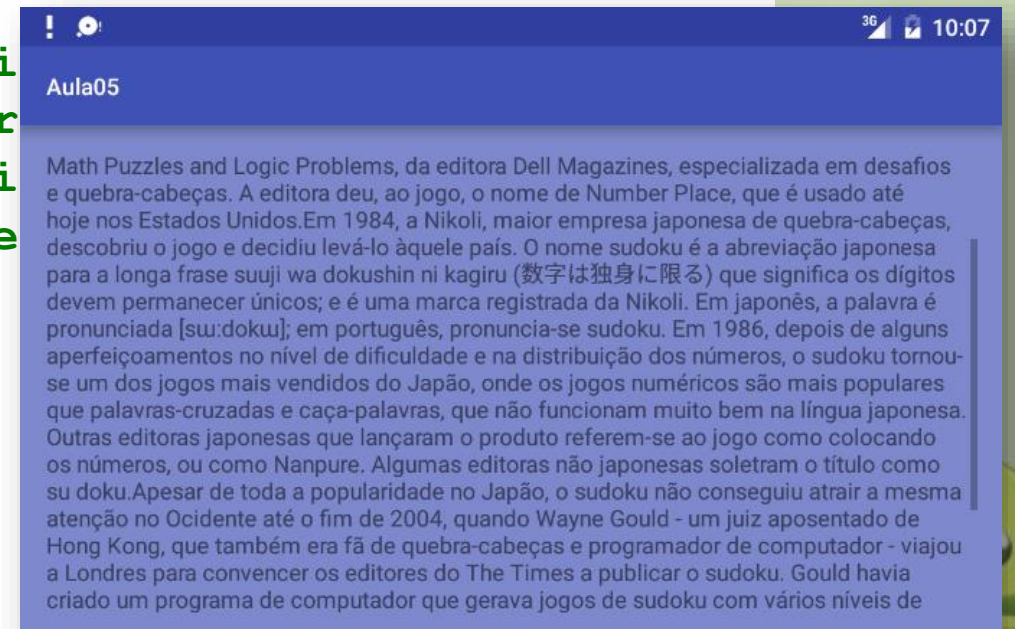 10:07
3G
Aula05
i
r
i
e
Math Puzzles and Logic Problems, da editora Dell Magazines, especializada em desafios
e quebra-cabeças. A editora deu, ao jogo, o nome de Number Place, que é usado até
hoje nos Estados Unidos.Em 1984, a Nikoli, maior empresa japonesa de quebra-cabeças,
descobriu o jogo e decidiu levá-lo àquele país. O nome sudoku é a abreviação japonesa
para a longa frase suuji wa dokushin ni kagiru (数字は独身に限る) que significa os dígitos
devem permanecer únicos; e é uma marca registrada da Nikoli. Em japonês, a palavra é
pronunciada [sɯːdokɯ]; em português, pronuncia-se sudoku. Em 1986, depois de alguns
aperfeiçoamentos no nível de dificuldade e na distribuição dos números, o sudoku tornou-
se um dos jogos mais vendidos do Japão, onde os jogos numéricos são mais populares
que palavras-cruzadas e caça-palavras, que não funcionam muito bem na língua japonesa.
Outras editoras japonesas que lançaram o produto referem-se ao jogo como colocando
os números, ou como Nanpure. Algumas editoras não japonesas soletram o título como
su doku.Apesar de toda a popularidade no Japão, o sudoku não conseguiu atrair a mesma
atenção no Ocidente até o fim de 2004, quando Wayne Gould - um juiz aposentado de
Hong Kong, que também era fã de quebra-cabeças e programador de computador - viajou
a Londres para convencer os editores do The Times a publicar o sudoku. Gould havia
criado um programa de computador que gerava jogos de sudoku com vários níveis de